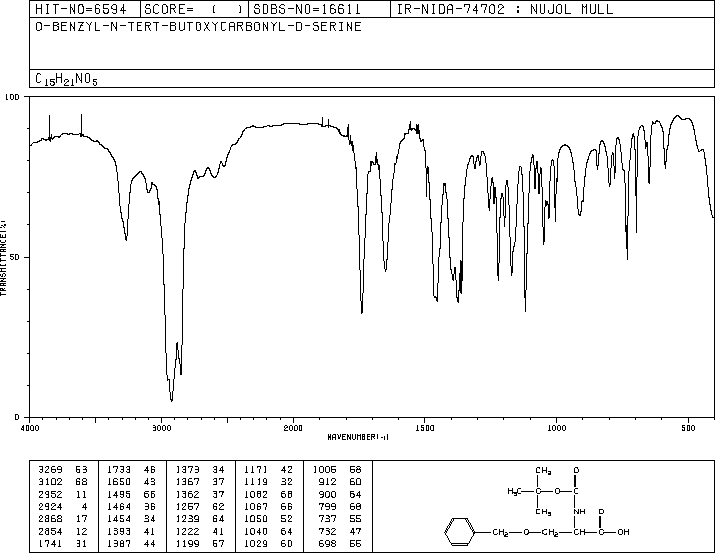 HIT-NO=6594 SCORE= ( ) SDBS-NO=16611 IR-NIDA-74702 : NUJOL MULL
O-BENZYL-N-TERT-BUTOXYCARBONYL-D-SERINE
C15H21NO5
100
50
0
TRANSMITTANCE(%)
4000 3000 2000 1500 1000 500
WAVENUMBER(-1)
3269 53 1733 46 1373 34 1171 42 1006 58
3102 68 1650 43 1367 37 1119 32 912 60
2952 11 1495 66 1362 37 1082 68 900 64
2924 4 1464 36 1257 62 1067 66 799 68
2868 17 1454 34 1239 64 1050 52 737 55
2854 12 1393 41 1222 41 1040 64 732 47
1741 31 1387 44 1199 57 1029 60 698 55
CH3 O
H3C C O C
CH3 NH O
CH2 O CH2 CH C OH